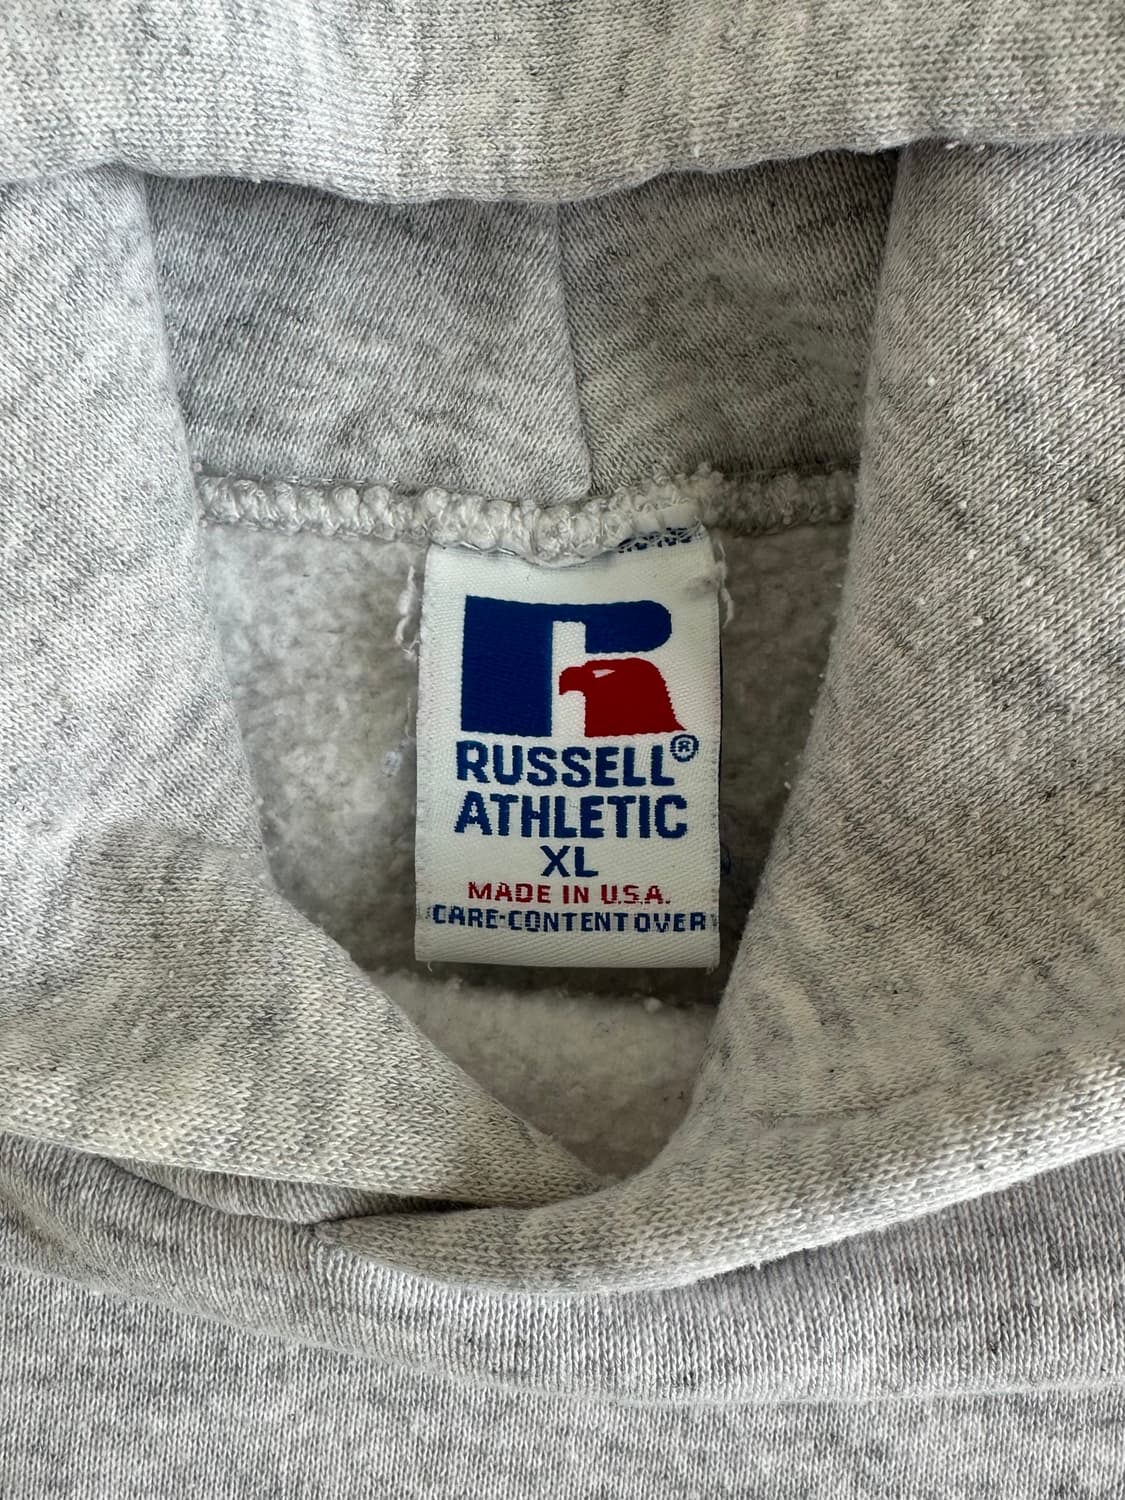 RUSSELL®
ATHLETIC
XL
MADE IN U.S.A.
CARE-CONTENT OVER